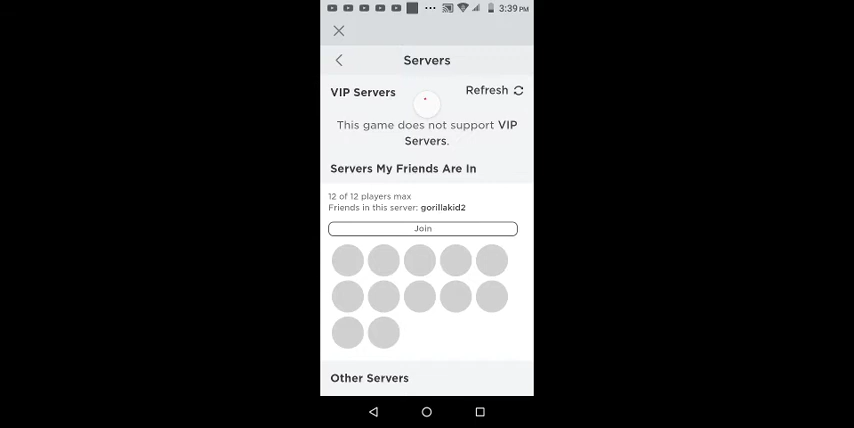 3:39 PM
Servers
VIP Servers
Refresh
This game does not support VIP
Servers.
Servers My Friends Are In
12 of 12 players max
Friends in this server: gorillakid2
Join
Other Servers